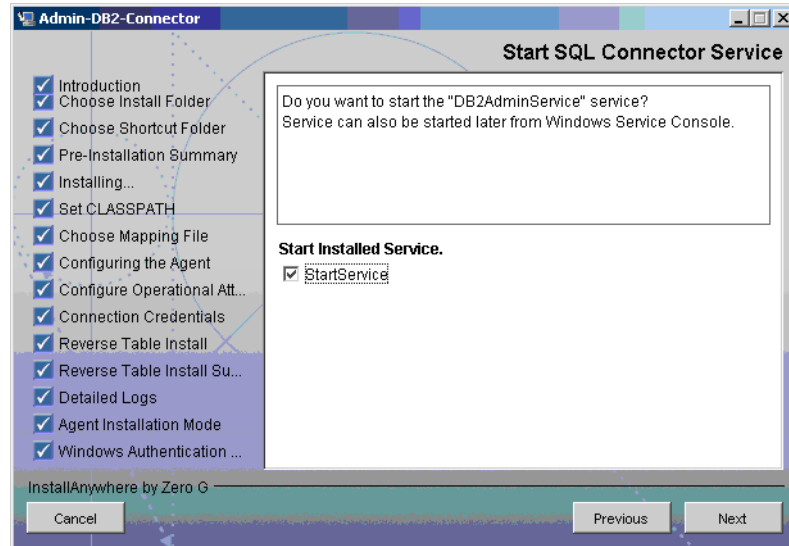 Admin-DB2-Connector
Start SQL Connector Service
Introduction
Choose Install Folder
Choose Shortcut Folder
Pre-Installation Summary
Installing...
Set CLASSPATH
Choose Mapping File
Configuring the Agent
Configure Operational Att...
Connection Credentials
Reverse Table Install
Reverse Table Install Su...
Detailed Logs
Agent Installation Mode
Windows Authentication ...
Do you want to start the "DB2AdminService" service?
Service can also be started later from Windows Service Console.
Start Installed Service.
StartService
InstallAnywhere by Zero G
Cancel
Previous
Next